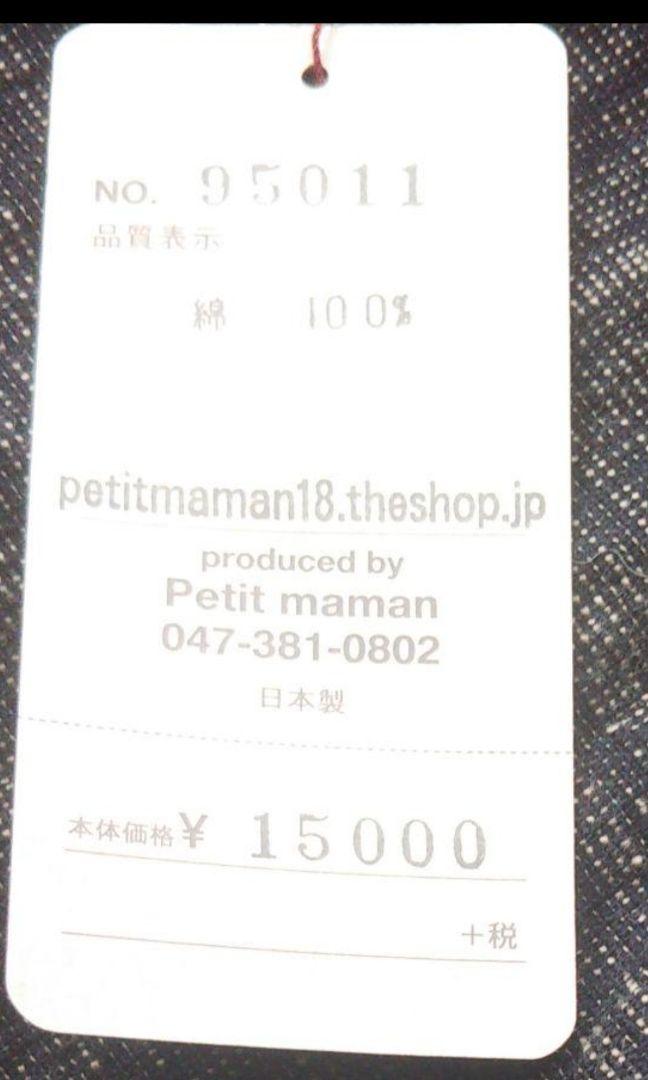 NO. 95011
品質表示
綿 100%
petitmaman18.theshop.jp
produced by
Petit maman
047-381-0802
日本製
本体価格¥ 15000
+税